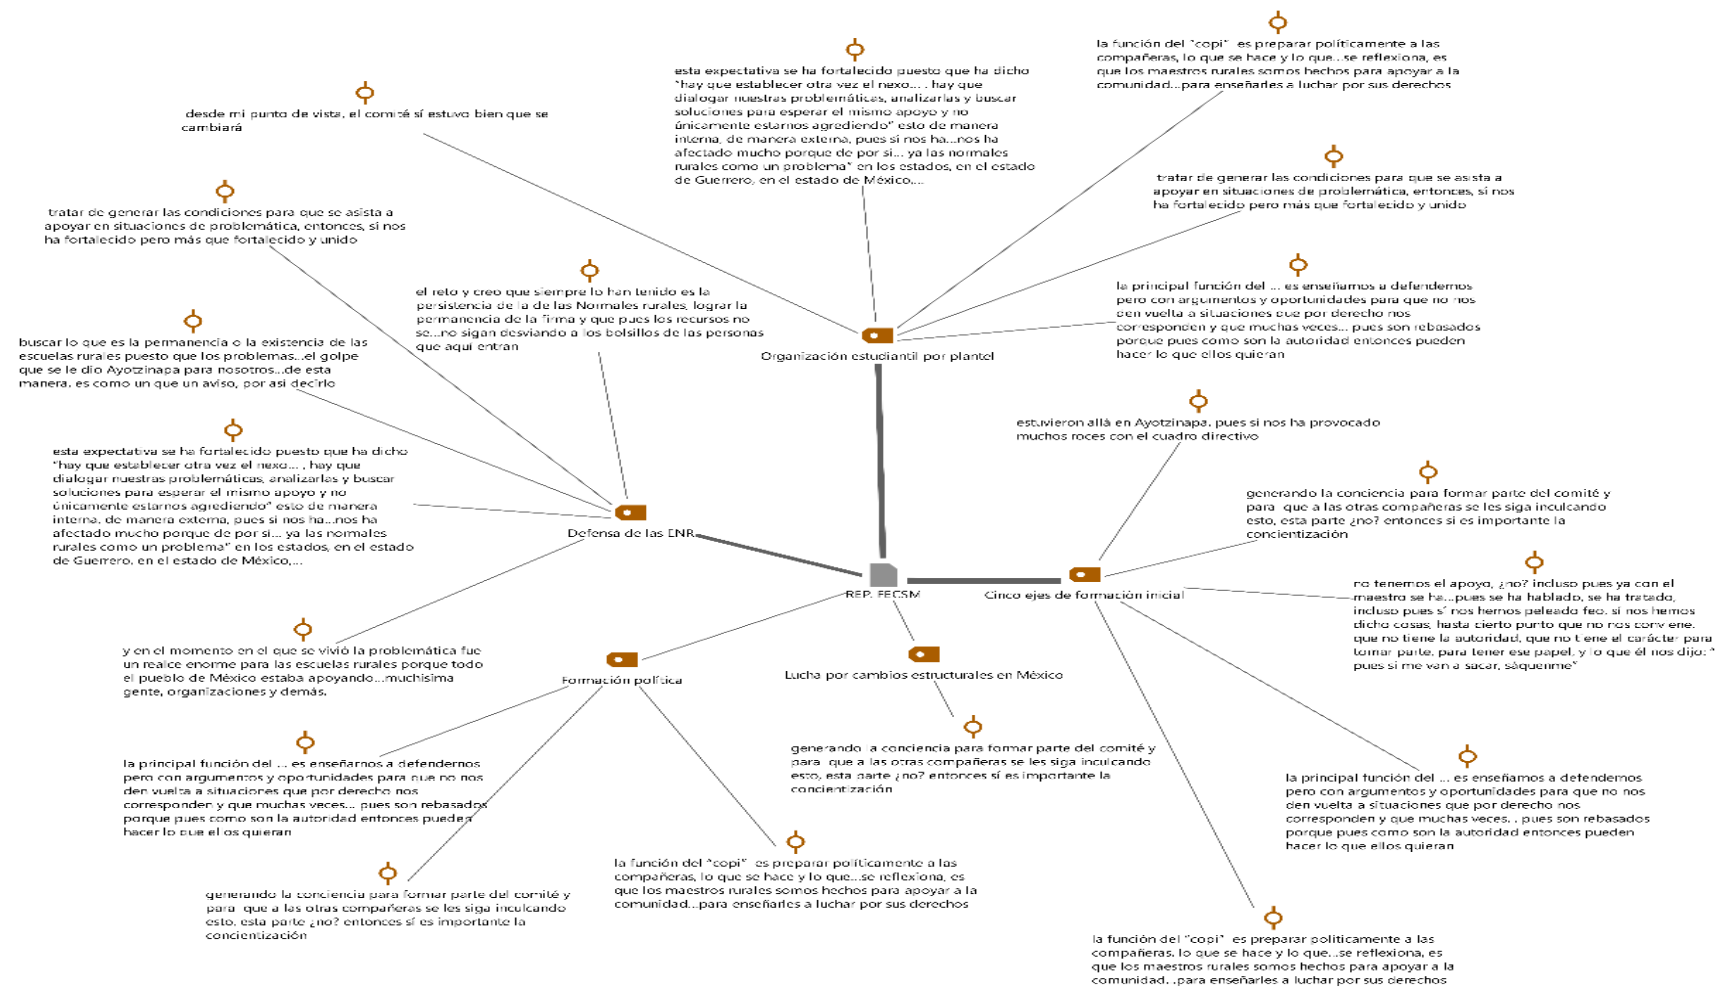 la función del “copi” es preparar políticamente a las
compañeras, lo que se hace y lo que...se reflexiona, es
que los maestros rurales somos hechos para apoyar a la
comunidad...para enseñarles a luchar por sus derechos
esta expectativa se ha fortalecido puesto que ha dicho
“hay que establecer otra vez el nexo... , hay que
dialogar nuestras problemáticas, analizarlas y buscar
soluciones para esperar el mismo apoyo y no
únicamente estarnos agrediendo” esto de manera
interna, de manera externa, pues si nos ha...nos ha
afectado mucho porque de por si... ya las normales
rurales como un problema” en los estados, en el estado
de Guerrero, en el estado de México,...
desde mi punto de vista, el comité sí estuvo bien que se
cambiará
tratar de generar las condiciones para que se asista a
apoyar en situaciones de problemática, entonces, sí nos
ha fortalecido pero más que fortalecido y unido
tratar de generar las condiciones para que se asista a
apoyar en situaciones de problemática, entonces, sí nos
ha fortalecido pero más que fortalecido y unido
el reto y creo que siempre lo han tenido es la
persistencia de la de las Normales rurales, lograr la
permanencia de la firma y que pues los recursos no
se...no sigan desviando a los bolsillos de las personas
que aquí entran
la principal función del ... es enseñarnos a defendernos
pero con argumentos y oportunidades para que no nos
den vuelta a situaciones que por derecho nos
corresponden y que muchas veces... pues son rebasados
porque pues como son la autoridad entonces pueden
hacer lo que ellos quieran
buscar lo que es la permanencia o la existencia de las
escuelas rurales puesto que los problemas...el golpe
que se le dio Ayotzinapa para nosotros...de esta
manera, es como un que un aviso, por así decirlo
Organización estudiantil por plantel
estuvieron allá en Ayotzinapa, pues si nos ha provocado
muchos roces con el cuadro directivo
esta expectativa se ha fortalecido puesto que ha dicho
“hay que establecer otra vez el nexo... , hay que
dialogar nuestras problemáticas, analizarlas y buscar
soluciones para esperar el mismo apoyo y no
únicamente estarnos agrediendo” esto de manera
interna, de manera externa, pues si nos ha...nos ha
afectado mucho porque de por si... ya las normales
rurales como un problema” en los estados, en el estado
de Guerrero, en el estado de México,...
generando la conciencia para formar parte del comité y
para que a las otras compañeras se les siga inculcando
esto, esta parte ¿no? entonces sí es importante la
concientización
Defensa de las ENR
REP. FECSM
Cinco ejes de formación inicial
no tenemos el apoyo, ¿no? incluso pues ya con el
maestro se ha...pues se ha hablado, se ha tratado,
incluso pues s´ nos hemos peleado feo, si nos hemos
dicho cosas, hasta cierto punto que no nos conviene,
que no tiene la autoridad, que no tiene el carácter para
tomar parte, para tener ese papel, y lo que él nos dijo: “
pues si me van a sacar, sáquenme”
y en el momento en el que se vivió la problemática fue
un realce enorme para las escuelas rurales porque todo
el pueblo de México estaba apoyando...muchísima
gente, organizaciones y demás.
Formación política
Lucha por cambios estructurales en México
generando la conciencia para formar parte del comité y
para que a las otras compañeras se les siga inculcando
esto, esta parte ¿no? entonces sí es importante la
concientización
la principal función del ... es enseñarnos a defendernos
pero con argumentos y oportunidades para que no nos
den vuelta a situaciones que por derecho nos
corresponden y que muchas veces... pues son rebasados
porque pues como son la autoridad entonces pueden
hacer lo que ellos quieran
la principal función del ... es enseñarnos a defendernos
pero con argumentos y oportunidades para que no nos
den vuelta a situaciones que por derecho nos
corresponden y que muchas veces... pues son rebasados
porque pues como son la autoridad entonces pueden
hacer lo que ellos quieran
generando la conciencia para formar parte del comité y
para que a las otras compañeras se les siga inculcando
esto, esta parte ¿no? entonces sí es importante la
concientización
la función del “copi” es preparar políticamente a las
compañeras, lo que se hace y lo que...se reflexiona, es
que los maestros rurales somos hechos para apoyar a la
comunidad...para enseñarles a luchar por sus derechos
la función del “copi” es preparar políticamente a las
compañeras, lo que se hace y lo que...se reflexiona, es
que los maestros rurales somos hechos para apoyar a la
comunidad...para enseñarles a luchar por sus derechos